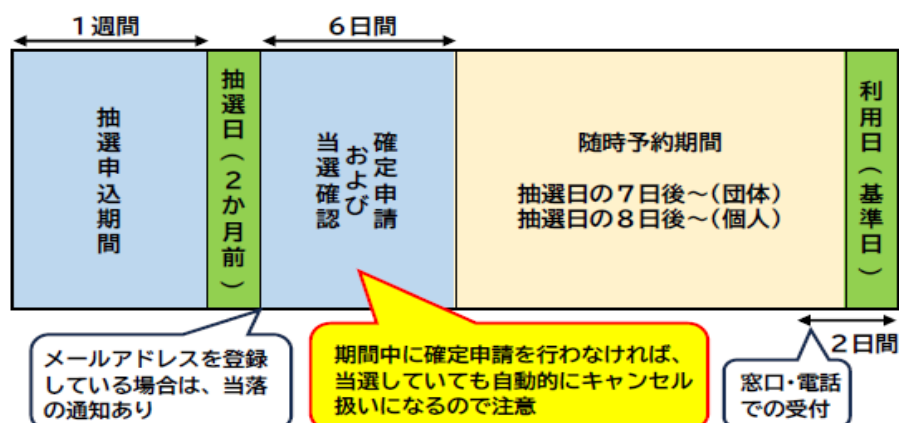 1週間
6日間
抽選申込期間
抽選日（2か月前）
確定申請
および
当選確認
随時予約期間
抽選日の7日後～(団体)
抽選日の8日後～(個人)
利用日（基準日）
2日間
メールアドレスを登録
している場合は、当落
の通知あり
期間中に確定申請を行わなければ、
当選していても自動的にキャンセル
扱いになるので注意
窓口・電話
での受付